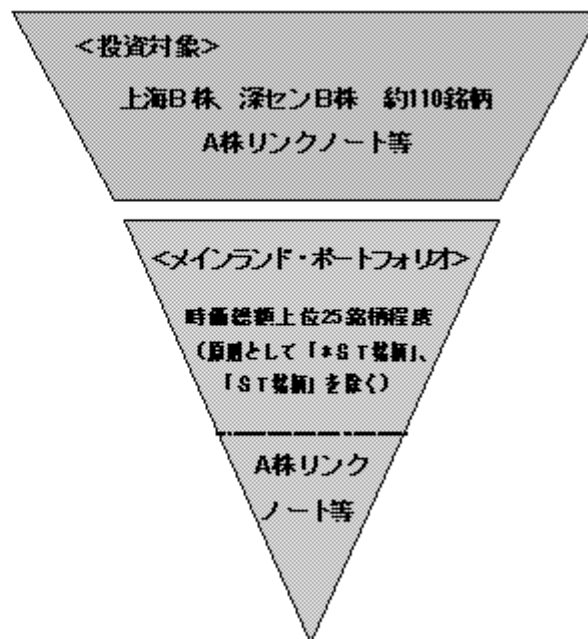 ＜投資対象＞
上海B株、深センB株　約110銘柄
A株リンクノート等
＜メインランド・ポートフォリオ＞
時価総額上位25銘柄程度
（原則として「＊ＳＴ銘柄」、
「ＳＴ銘柄」を除く）
A株リンク
ノート等